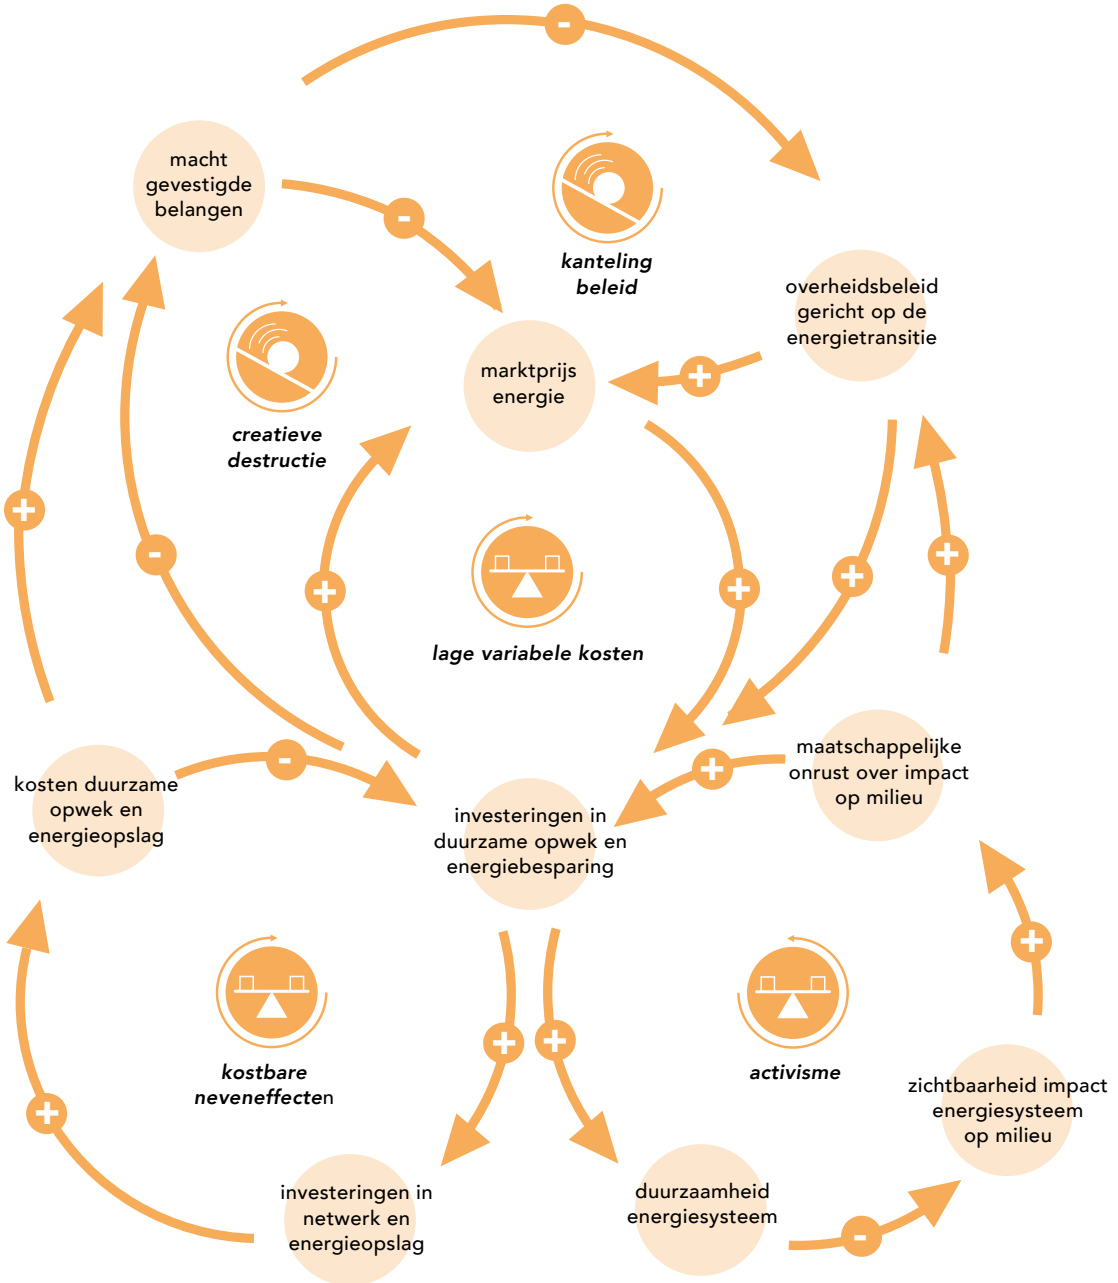 -
macht
gevestigde
belangen
-
kanteling
beleid
overheidsbeleid
gericht op de
energietransitie
marktprijs
energie
+
creatieve
destructie
+
-
+
+
+
+
lage variabele kosten
maatschappelijke
onrust over impact
op milieu
+
-
kosten duurzame
opwek en
energieopslag
investeringen in
duurzame opwek en
energiebesparing
+
+
+
kostbare
neveneffecten
activisme
zichtbaarheid impact
energiesysteem
op milieu
+
investeringen in
netwerk en
energieopslag
duurzaamheid
energiesysteem
-